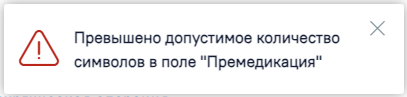 Превышено допустимое количество
символов в поле "Премедикация"